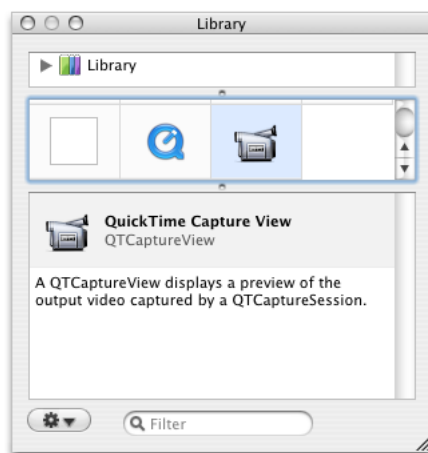 Library
Library
QuickTime Capture View
QTCaptureView
A QTCaptureView displays a preview of the
output video captured by a QTCaptureSession.
Filter